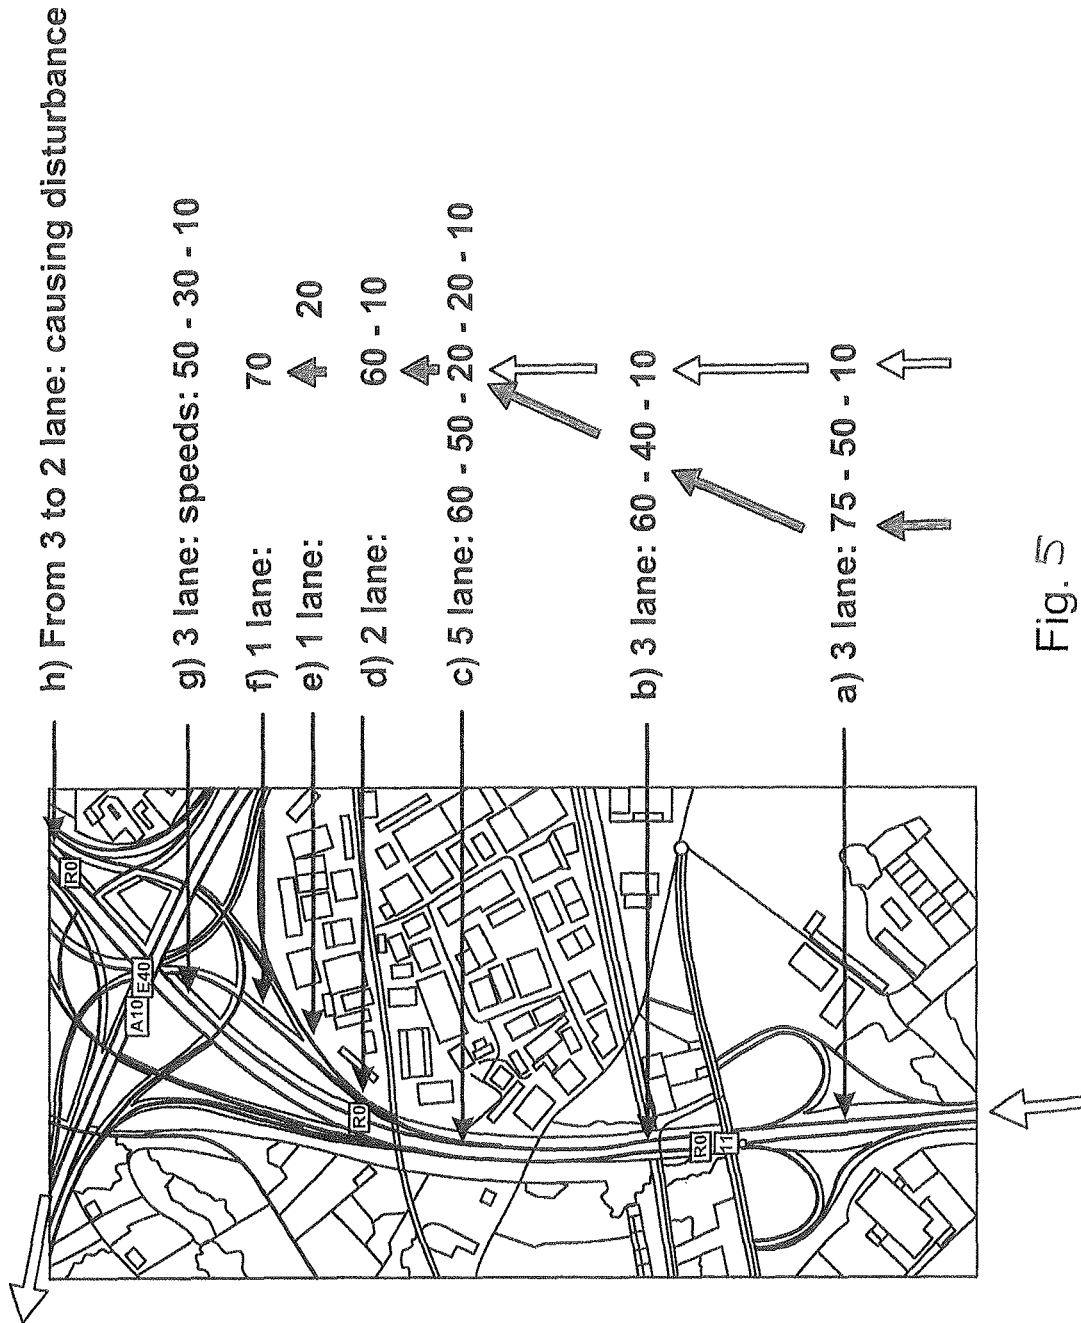 h) From 3 to 2 lane: causing disturbance
g) 3 lane: speeds: 50 - 30 - 10
f) 1 lane: 70
e) 1 lane: 20
d) 2 lane: 60 - 10
c) 5 lane: 60 - 50 - 20 - 20 - 10
b) 3 lane: 60 - 40 - 10
a) 3 lane: 75 - 50 - 10
R0
A10
E40
R0
R0
11
Fig. 5